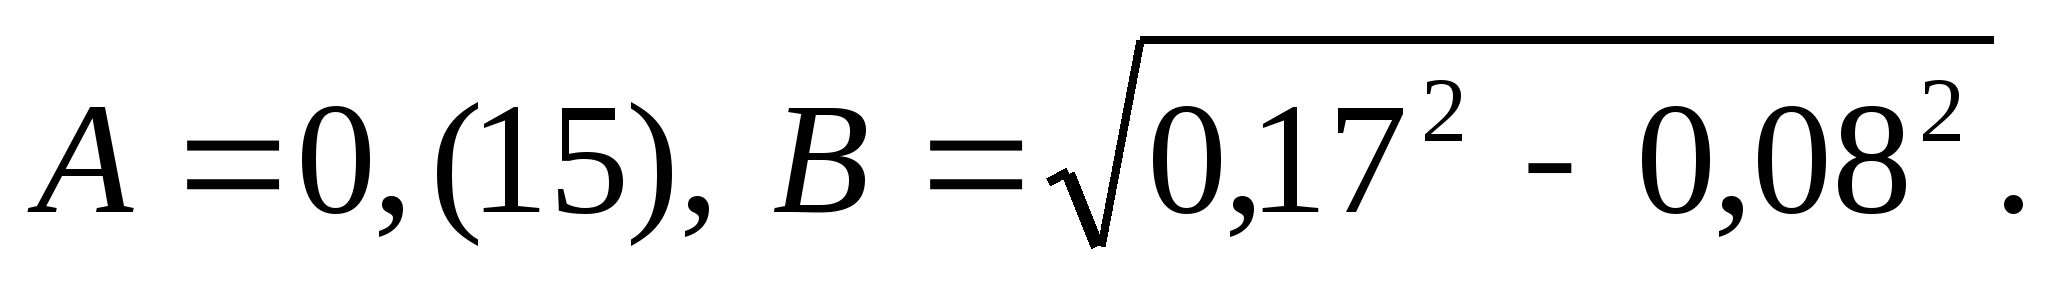 A = 0,(15), B = √(0,17² - 0,08²).